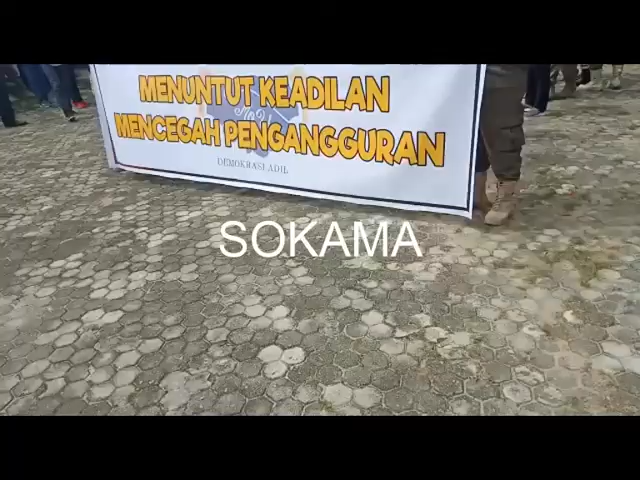 MENUNTUT KEADILAN
MENCEGAH PENGANGGURAN
DEMOKRASI ADIL
SOKAMA